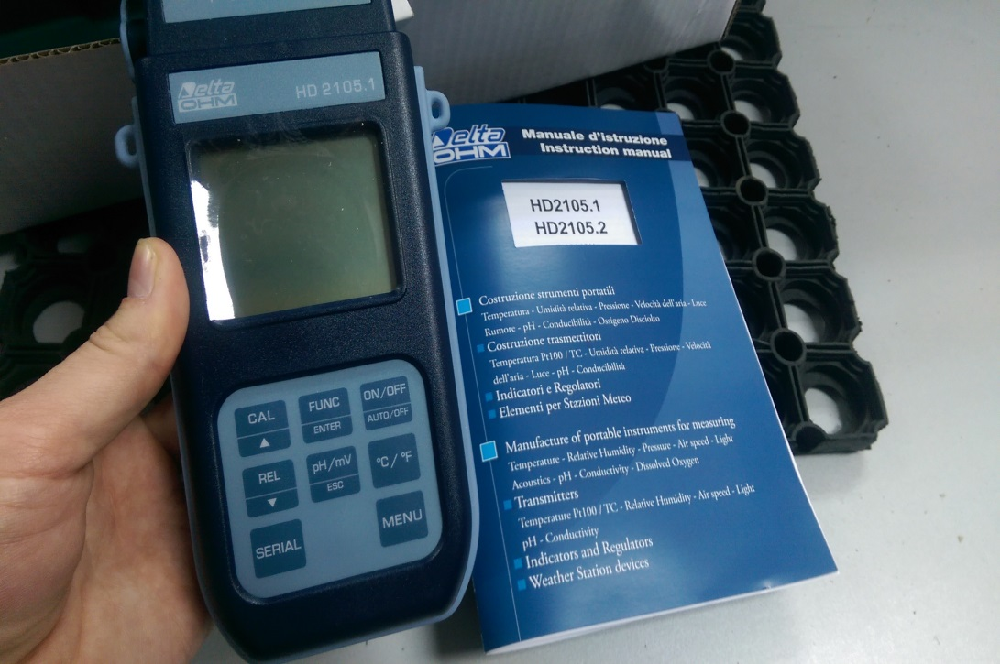 Delta
OHM
HD 2105.1
CAL
FUNC
ENTER
ON/OFF
AUTO/OFF
REL
pH/mV
ESC
°C/°F
SERIAL
MENU
Delta
OHM
Manuale d'istruzione
Instruction manual
HD2105.1
HD2105.2
Costruzione strumenti portatili
Temperatura - Umidità relativa - Pressione - Velocità dell'aria - Luce
Rumore - pH - Conducibilità - Ossigeno Disciolto
Costruzione trasmettitori
Temperatura Pt100 / TC - Umidità relativa - Pressione - Velocità
dell'aria - Luce - pH - Conducibilità
Indicatori e Regolatori
Elementi per Stazioni Meteo
Manufacture of portable instruments for measuring
Temperature - Relative Humidity - Pressure - Air speed - Light
Acoustics - pH - Conductivity - Dissolved Oxygen
Transmitters
Temperature Pt100 / TC - Relative Humidity - Air speed - Light
pH - Conductivity
Indicators and Regulators
Weather Station devices